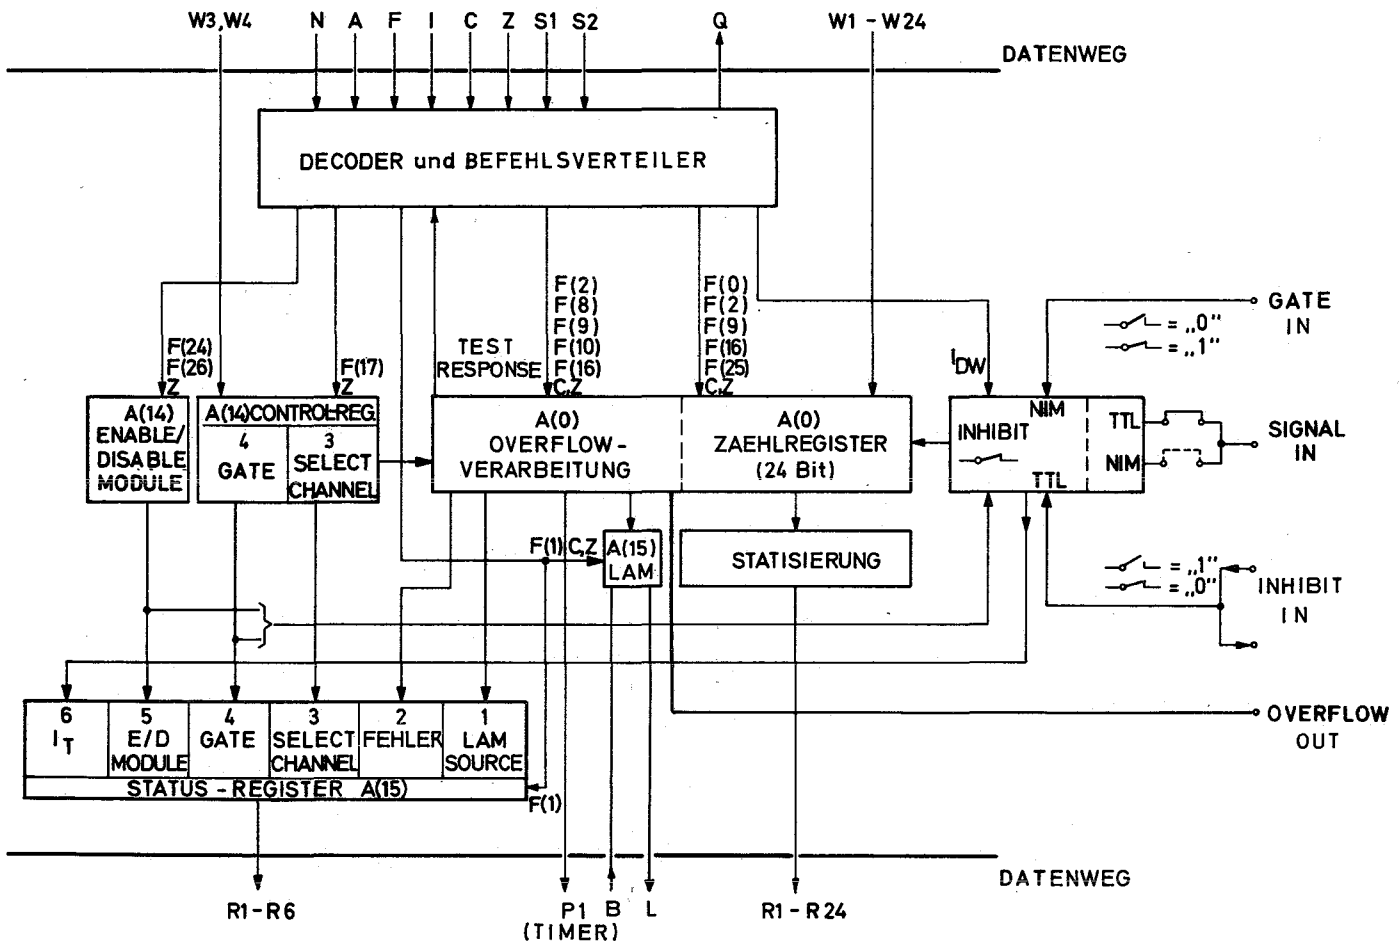 W3,W4 N A F I C Z S1 S2 Q W1 - W24
DATENWEG
DECODER und BEFEHLSVERTEILER
F(2)
F(8)
F(9)
F(10)
F(16)
C,Z
F(0)
F(2)
F(9)
F(16)
F(25)
C,Z
GATE
IN
= „0"
= „1"
F(24)
F(26)
Z
F(17)
Z
TEST
RESPONSE
IDW
A(14)
ENABLE/
DISABLE
MODULE
A(14)CONTROL-REG.
4
GATE
3
SELECT
CHANNEL
A(0)
OVERFLOW-
VERARBEITUNG
A(0)
ZAEHLREGISTER
(24 Bit)
NIM
INHIBIT
TTL
TTL
NIM
SIGNAL
IN
F(1) C,Z
A(15)
LAM
STATISIERUNG
= „1"
= „0"
INHIBIT
IN
6
IT
5
E/D
MODULE
4
GATE
3
SELECT
CHANNEL
2
FEHLER
1
LAM
SOURCE
STATUS - REGISTER A(15)
F(1)
OVERFLOW
OUT
DATENWEG
R1-R6
P1
(TIMER)
B
L
R1-R24